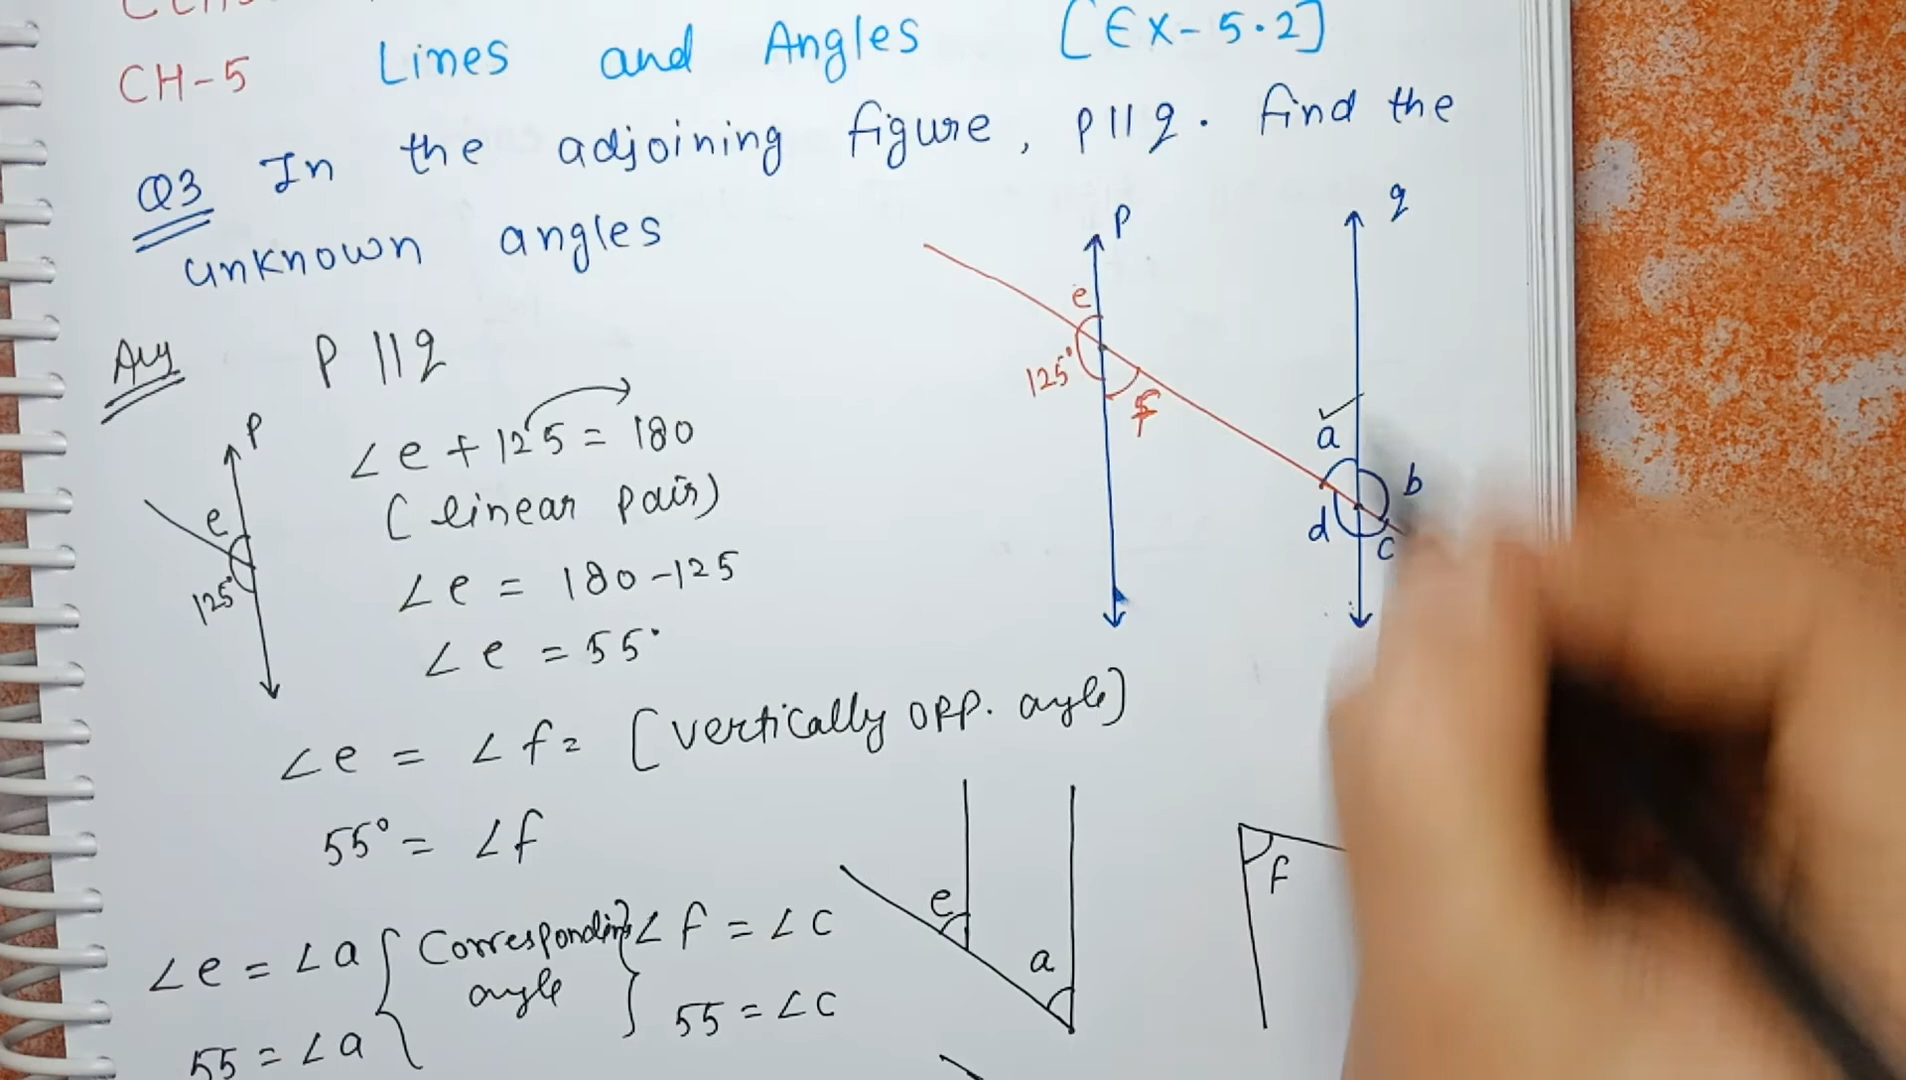 CH-5 Lines and Angles [EX-5.2]
Q3 In the adjoining figure, P||q. find the
unknown angles
P
q
e
125°
f
a
b
d
c
Ans P ||q
P
e
125°
∠e + 125 = 180
(linear pair)
∠e = 180-125
∠e = 55°
∠e = ∠f = [vertically opp. angle]
55° = ∠f
∠e = ∠a { Corresponding angle } ∠f = ∠c
55 = ∠a
55 = ∠c
e
a
f